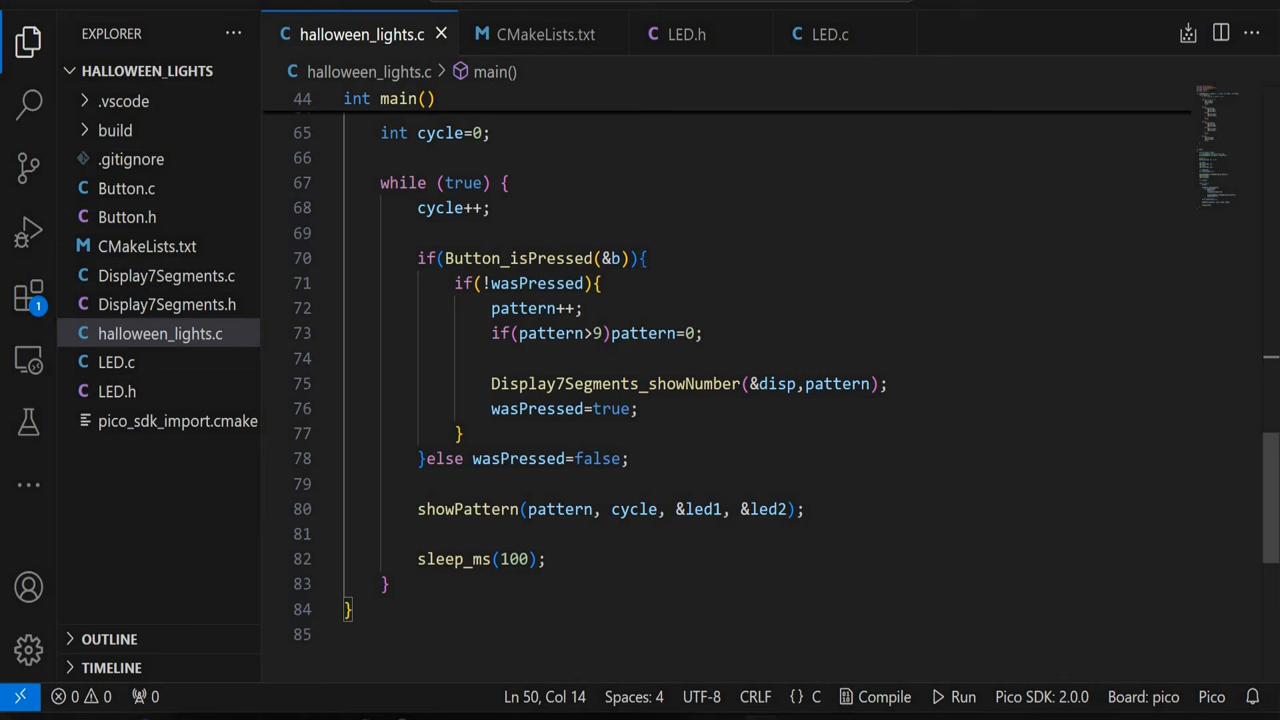 EXPLORER
HALLOWEEN_LIGHTS
.vscode
build
.gitignore
Button.c
Button.h
CMakeLists.txt
Display7Segments.c
Display7Segments.h
halloween_lights.c
LED.c
LED.h
pico_sdk_import.cmake
OUTLINE
TIMELINE
1
C halloween_lights.c M CMakeLists.txt C LED.h C LED.c
C halloween_lights.c > main()
44 int main()
65 int cycle=0;
66
67 while (true) {
68 cycle++;
69
70 if(Button_isPressed(&b)){
71 if(!wasPressed){
72 pattern++;
73 if(pattern>9)pattern=0;
74
75 Display7Segments_showNumber(&disp,pattern);
76 wasPressed=true;
77 }
78 }else wasPressed=false;
79
80 showPattern(pattern, cycle, &led1, &led2);
81
82 sleep_ms(100);
83 }
84 }
85
0 0 0 Ln 50, Col 14 Spaces: 4 UTF-8 CRLF {} C Compile Run Pico SDK: 2.0.0 Board: pico Pico